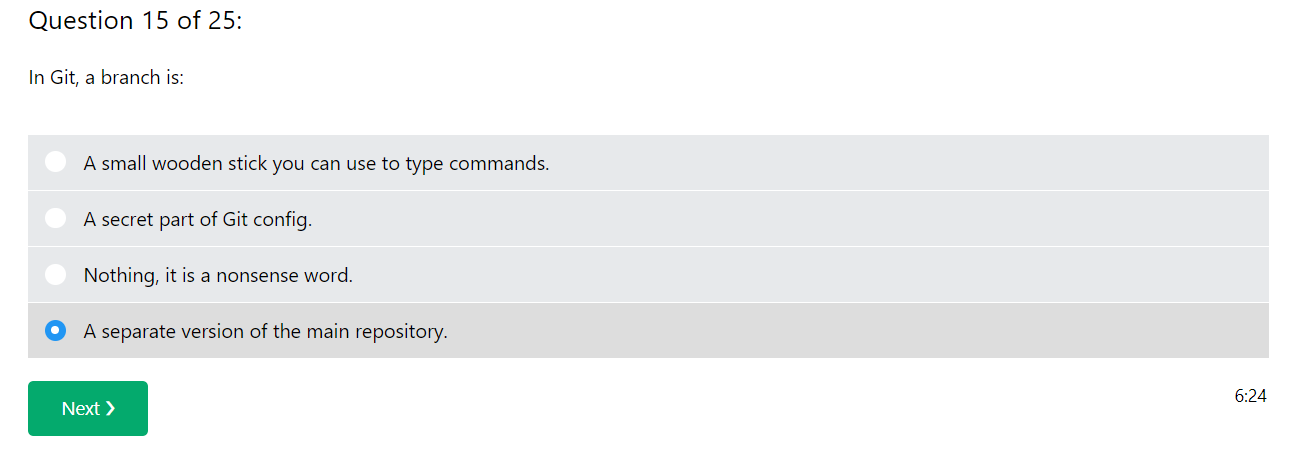 Question 15 of 25:
In Git, a branch is:
A small wooden stick you can use to type commands.
A secret part of Git config.
Nothing, it is a nonsense word.
A separate version of the main repository.
Next ❯
6:24